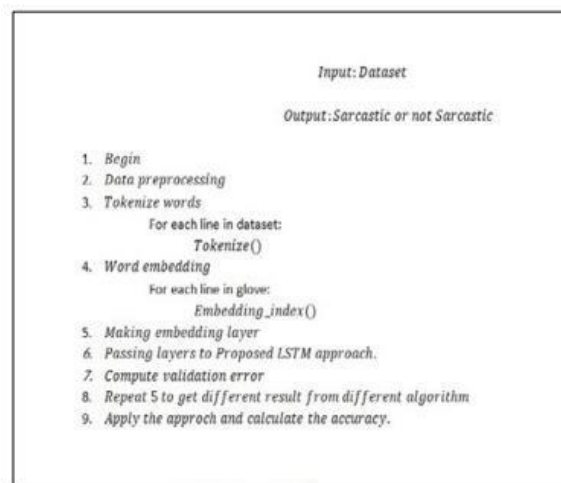 Input: Dataset
Output:Sarcastic or not Sarcastic
1. Begin
2. Data preprocessing
3. Tokenize words
For each line in dataset:
Tokenize()
4. Word embedding
For each line in glove:
Embedding_index()
5. Making embedding layer
6. Passing layers to Proposed LSTM approach.
7. Compute validation error
8. Repeat 5 to get different result from different algorithm
9. Apply the approch and calculate the accuracy.